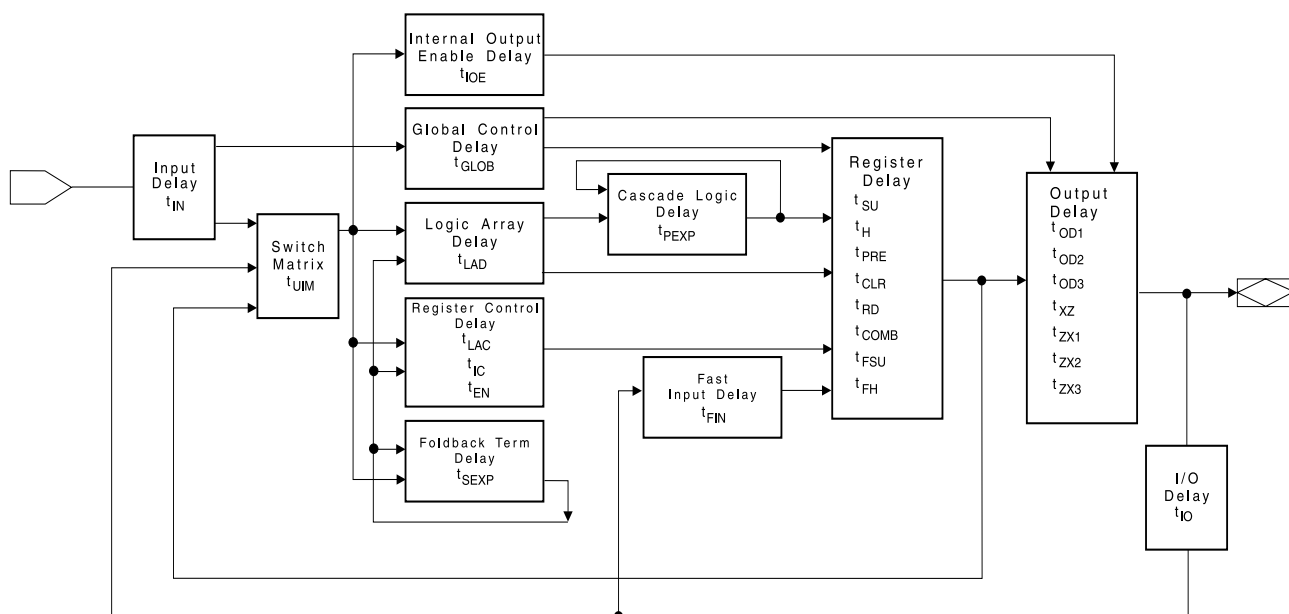 Internal Output
Enable Delay
tIOE
Global Control
Delay
tGLOB
Input
Delay
tIN
Switch
Matrix
tUIM
Logic Array
Delay
tLAD
Cascade Logic
Delay
tPEXP
Register Control
Delay
tLAC
tIC
tEN
Foldback Term
Delay
tSEXP
Fast
Input Delay
tFIN
Register
Delay
tSU
tH
tPRE
tCLR
tRD
tCOMB
tFSU
tFH
Output
Delay
tOD1
tOD2
tOD3
tXZ
tZX1
tZX2
tZX3
I/O
Delay
tIO